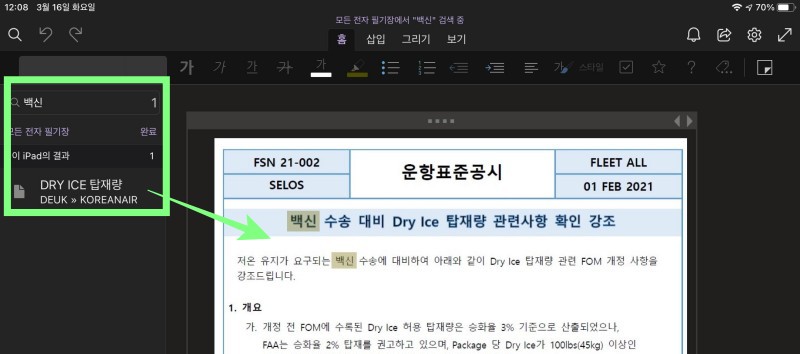 12:08 3월 16일 화요일
70%
모든 전자 필기장에서 "백신" 검색 중
홈 삽입 그리기 보기
가 가 가 가 가 스타일
백신 1
모든 전자 필기장 완료
이 iPad의 결과 1
DRY ICE 탑재량
DEUK » KOREANAIR
FSN 21-002 운항표준공시 FLEET ALL
SELOS 01 FEB 2021
백신 수송 대비 Dry Ice 탑재량 관련사항 확인 강조
저온 유지가 요구되는 백신 수송에 대비하여 아래와 같이 Dry Ice 탑재량 관련 FOM 개정 사항을
강조드립니다.
1. 개요
가. 개정 전 FOM에 수록된 Dry Ice 허용 탑재량은 승화율 3% 기준으로 산출되었으나,
FAA는 승화율 2% 탑재를 권고하고 있으며, Package 당 Dry Ice가 100lbs(45kg) 이상인